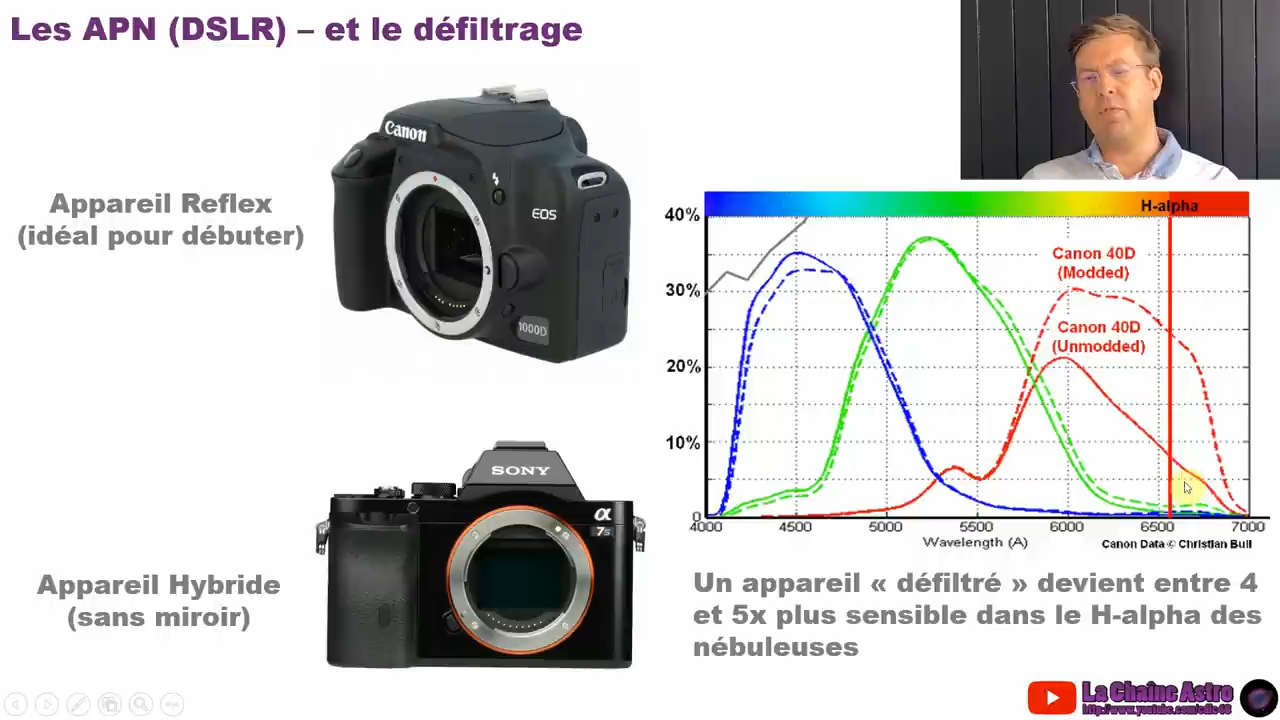 Les APN (DSLR) – et le défiltrage
Canon
EOS
1000D
Appareil Reflex
(idéal pour débuter)
SONY
α
7s
Appareil Hybride
(sans miroir)
H-alpha
40%
30%
20%
10%
0
Canon 40D
(Modded)
Canon 40D
(Unmodded)
4000 4500 5000 5500 6000 6500 7000
Wavelength (A)
Canon Data © Christian Buil
Un appareil « défiltré » devient entre 4
et 5x plus sensible dans le H-alpha des
nébuleuses
La Chaîne Astro